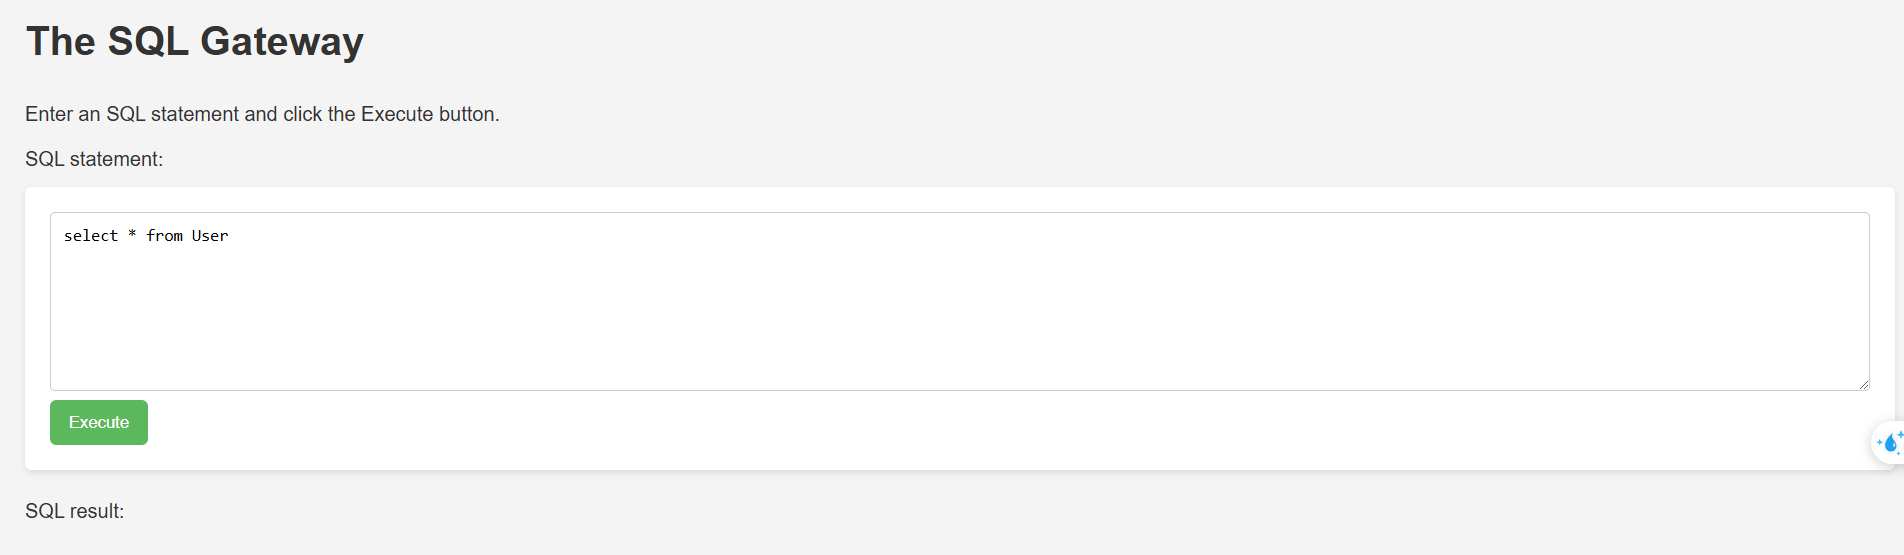 The SQL Gateway
Enter an SQL statement and click the Execute button.
SQL statement:
select * from User
Execute
SQL result: